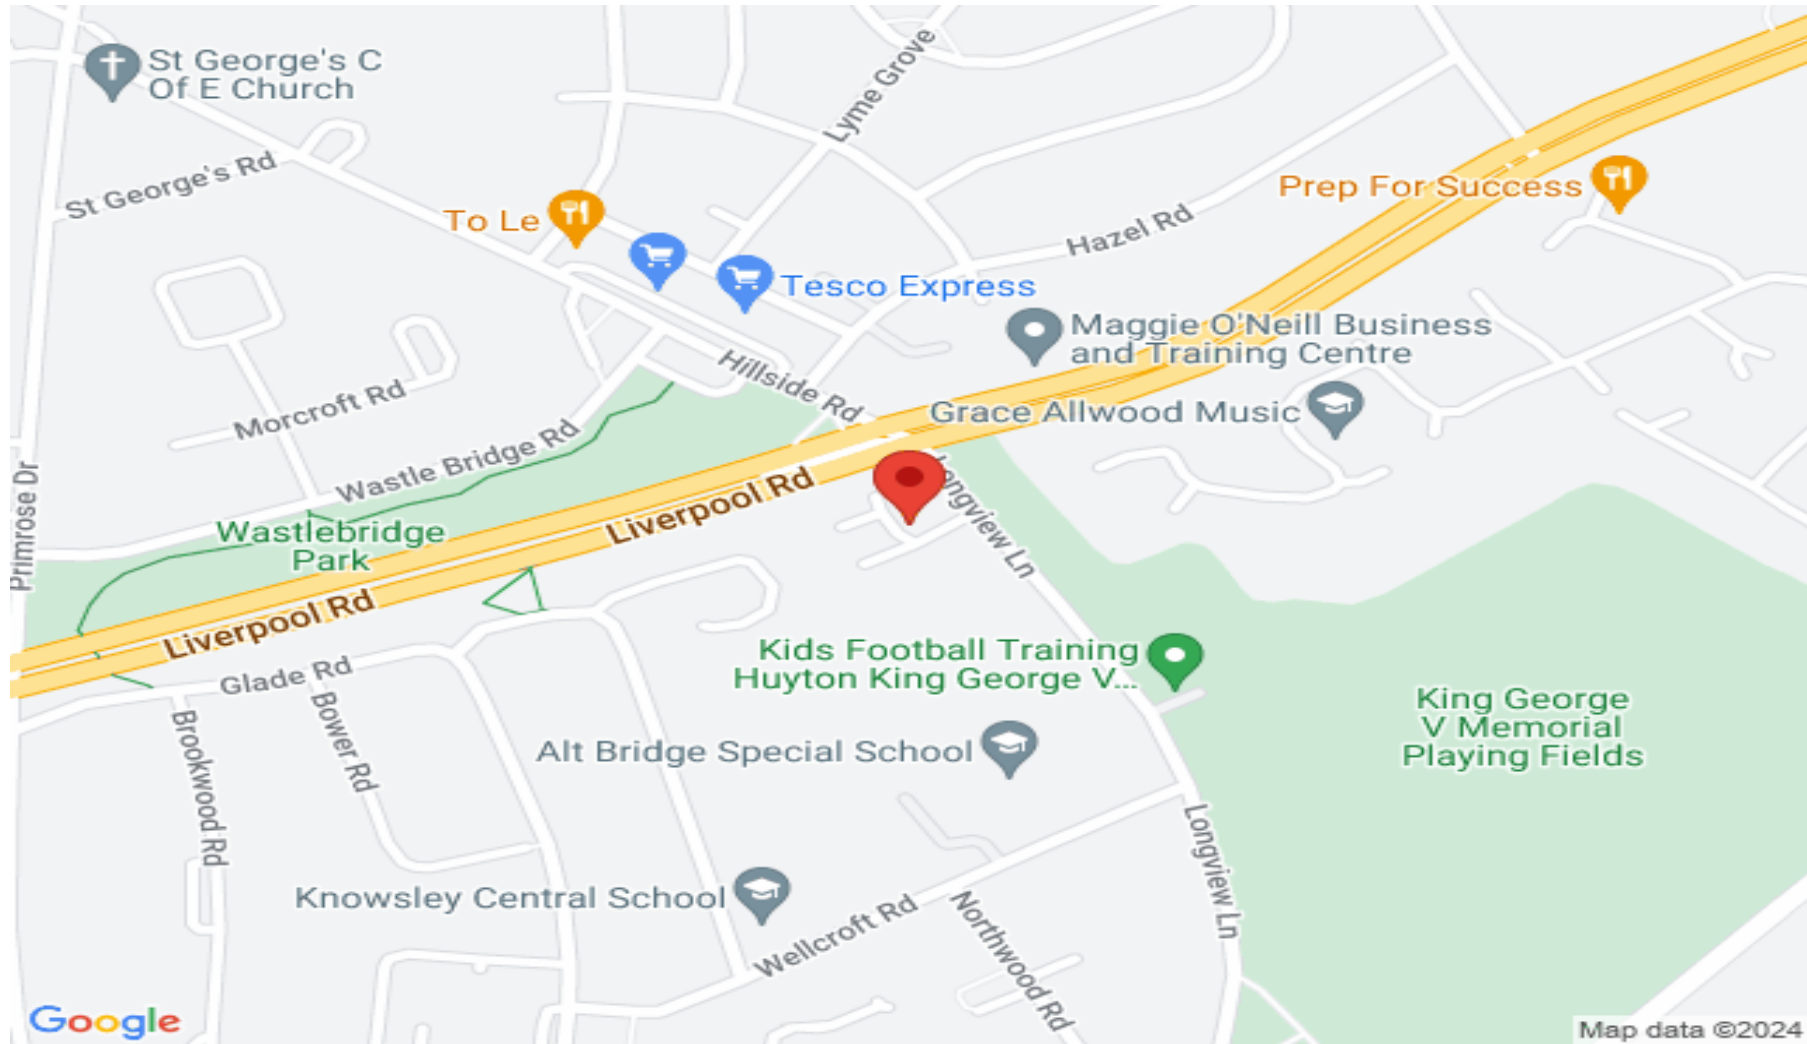 St George's C
Of E Church
Lyme Grove
St George's Rd
To Le
Prep For Success
Hazel Rd
Tesco Express
Maggie O'Neill Business
and Training Centre
Hillside Rd
Grace Allwood Music
Morcroft Rd
Wastle Bridge Rd
Primrose Dr
Wastlebridge
Park
Liverpool Rd
Longview Ln
Liverpool Rd
Glade Rd
Kids Football Training
Huyton King George V...
Bower Rd
Brookwood Rd
King George
V Memorial
Playing Fields
Alt Bridge Special School
Longview Ln
Knowsley Central School
Wellcroft Rd
Northwood Rd
Google
Map data ©2024